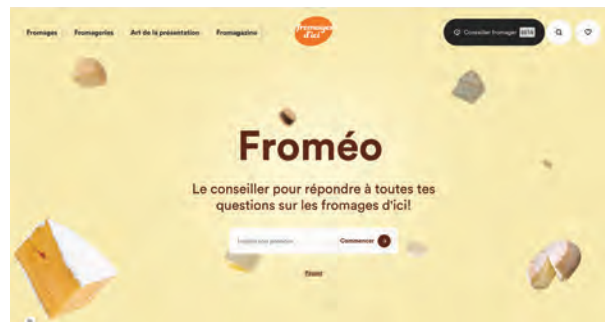 Fromages Fromageries Art de la présentation Fromagazine
fromages
d'ici
Conseiller fromager BÊTA
Froméo
Le conseiller pour répondre à toutes tes
questions sur les fromages d'ici!
Commencer